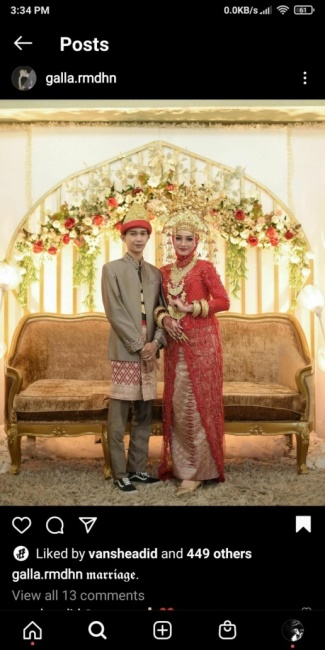 3:34 PM 0.0KB/s 61
Posts
galla.rmdhn
Liked by vansheadid and 449 others
galla.rmdhn 𝖒𝖆𝖗𝖗𝖎𝖆𝖌𝖊.
View all 13 comments